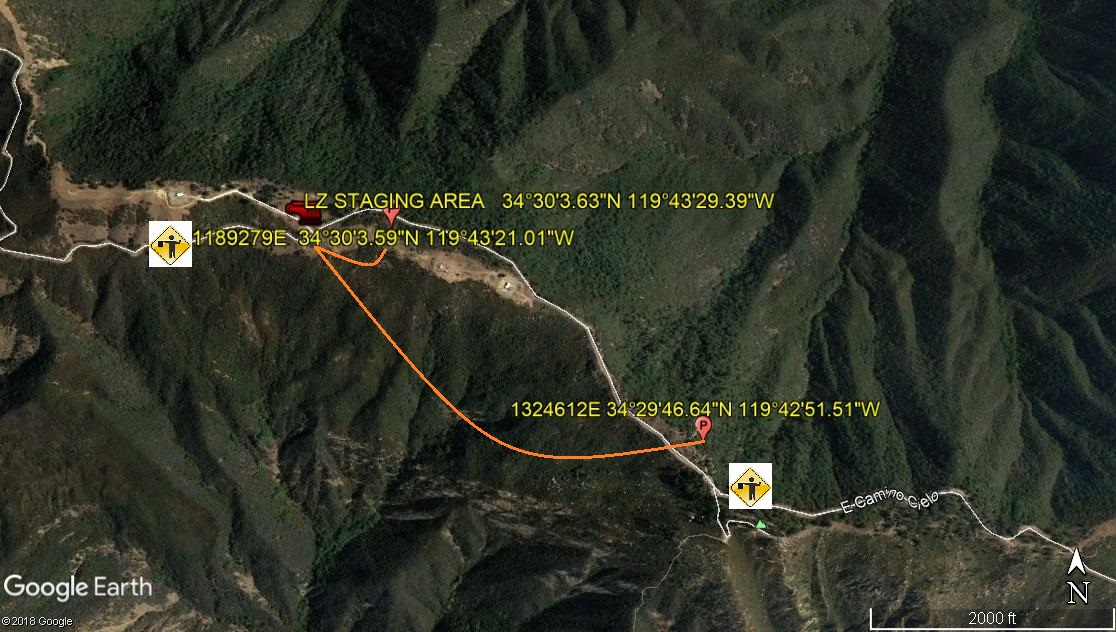 LZ STAGING AREA   34°30'3.63"N 119°43'29.39"W
1189279E  34°30'3.59"N 119°43'21.01"W
1324612E 34°29'46.64"N 119°42'51.51"W
P
E Camino Cielo
N
Google Earth
2000 ft
©2018 Google